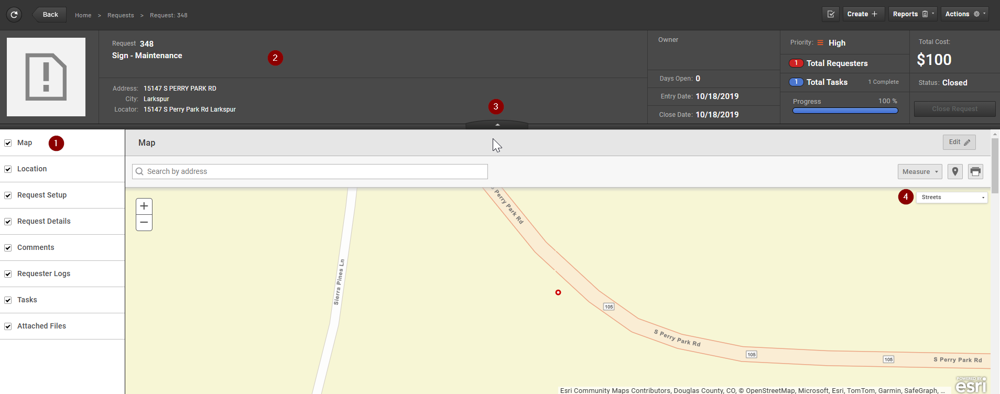 Back
Home > Requests > Request: 348
Create +
Reports
Actions
Request 348
Sign - Maintenance
2
Address: 15147 S PERRY PARK RD
City: Larkspur
Locator: 15147 S Perry Park Rd Larkspur
3
Owner
Days Open: 0
Entry Date: 10/18/2019
Close Date: 10/18/2019
Priority: High
1 Total Requesters
1 Total Tasks 1 Complete
Progress 100 %
Total Cost:
$100
Status: Closed
Close Request
Map 1
Location
Request Setup
Request Details
Comments
Requester Logs
Tasks
Attached Files
Map
Edit
Search by address
Measure
4 Streets
+
−
S Perry Park Rd
Sierra Pines Ln
105
S Perry Park Rd
105
105
S Perry Park Rd
POWERED BY
esri
Esri Community Maps Contributors, Douglas County, CO, © OpenStreetMap, Microsoft, Esri, TomTom, Garmin, SafeGraph, ...